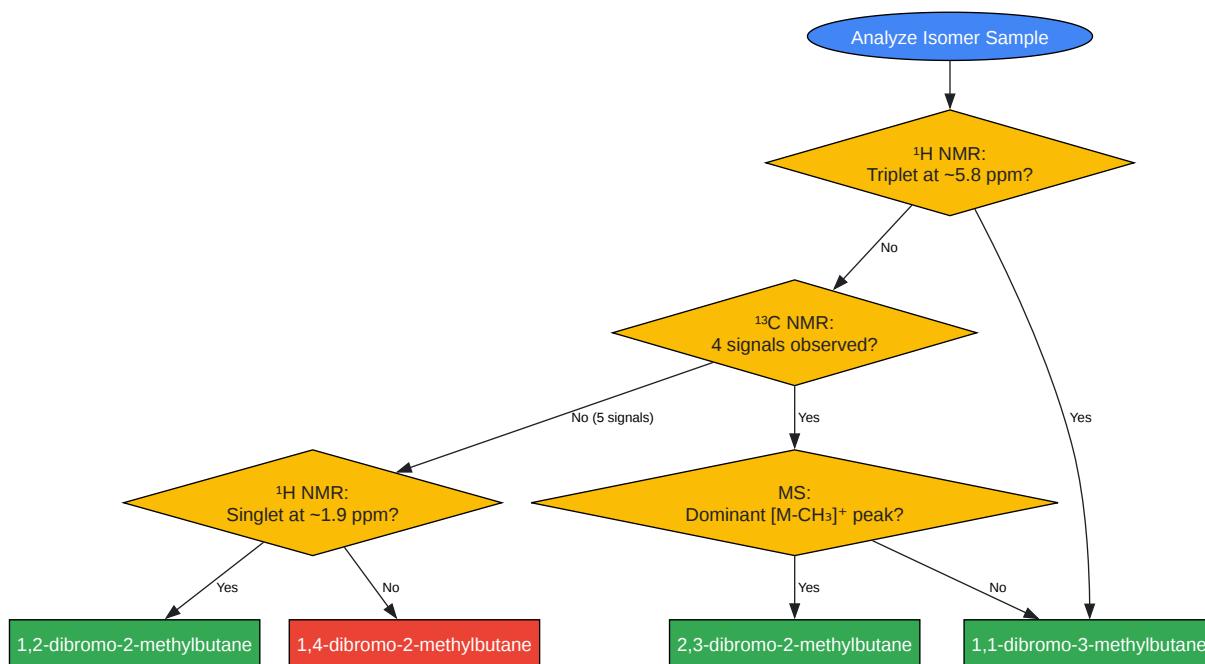 Analyze Isomer Sample
¹H NMR:
Triplet at ~5.8 ppm?
No
Yes
¹³C NMR:
4 signals observed?
No (5 signals)
Yes
¹H NMR:
Singlet at ~1.9 ppm?
MS:
Dominant [M-CH₃]⁺ peak?
Yes
No
Yes
No
1,2-dibromo-2-methylbutane
1,4-dibromo-2-methylbutane
2,3-dibromo-2-methylbutane
1,1-dibromo-3-methylbutane